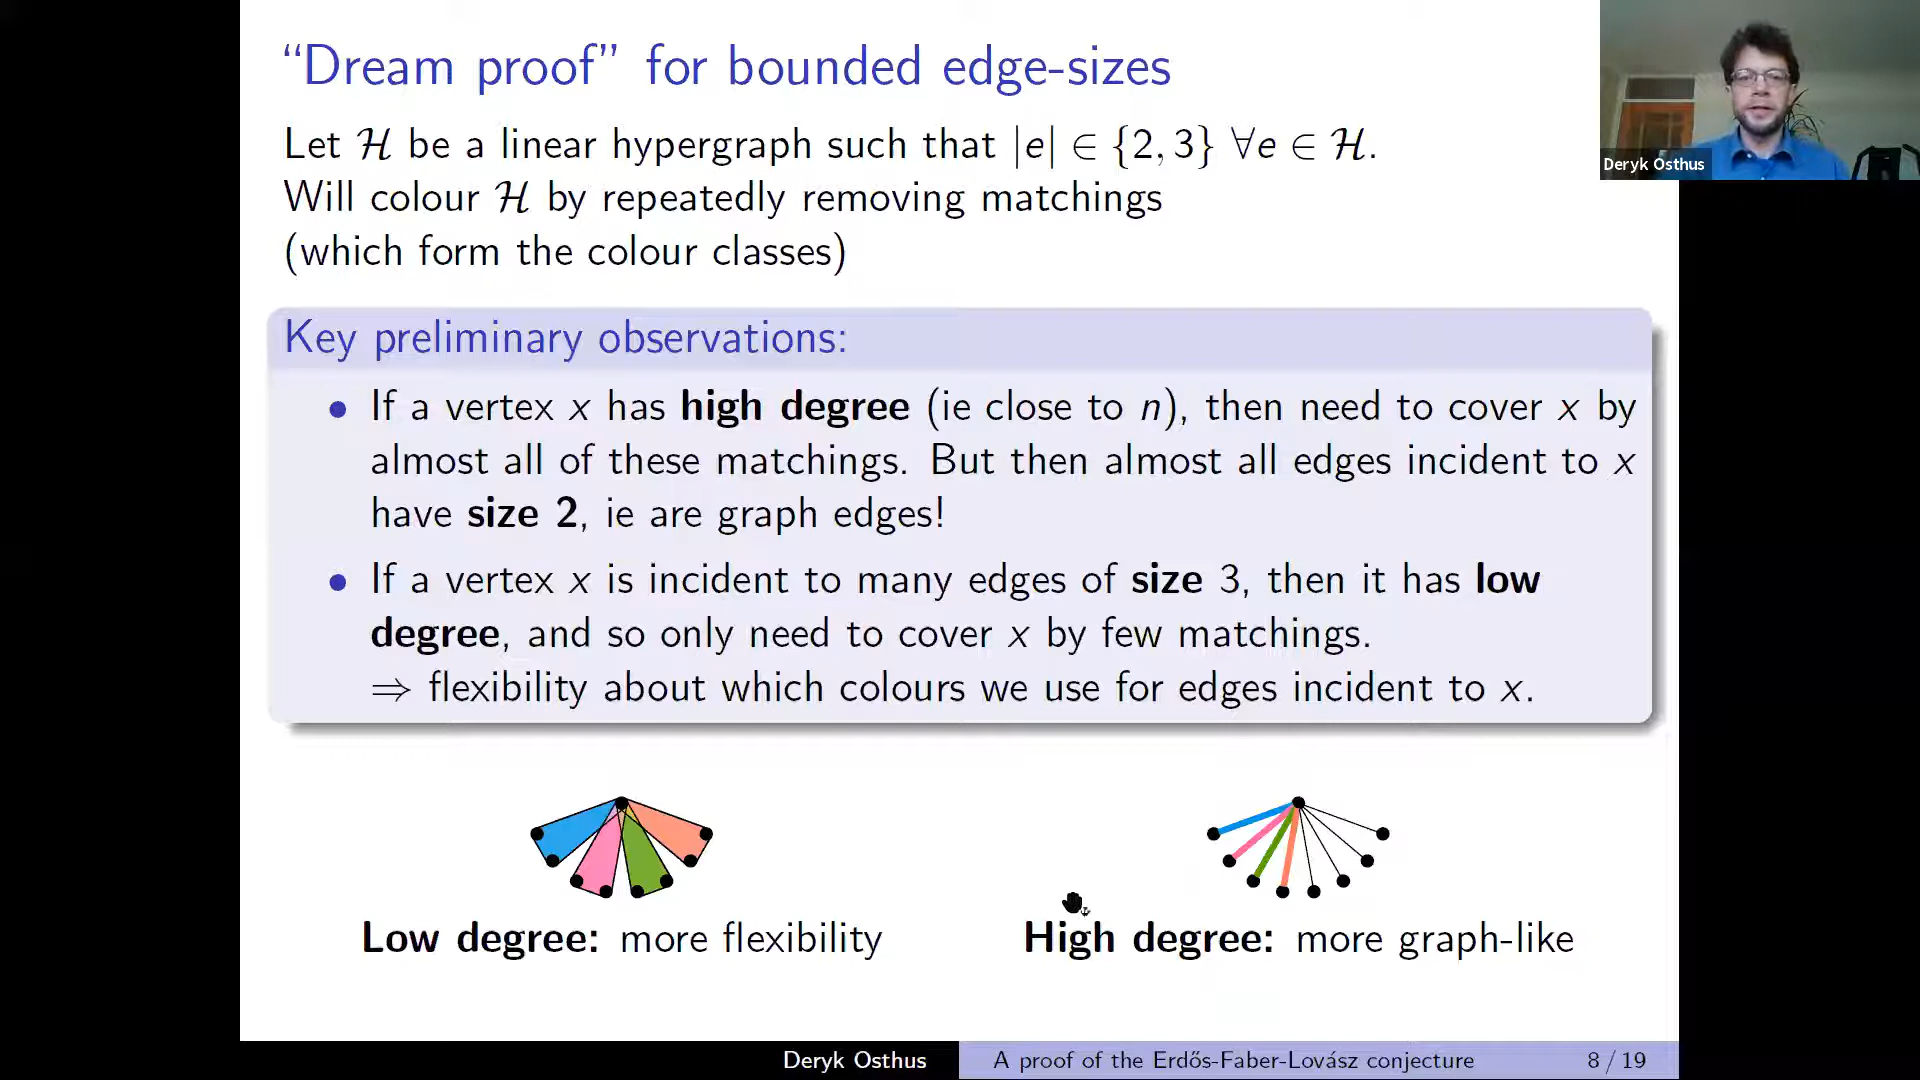 “Dream proof” for bounded edge-sizes
Let ℋ be a linear hypergraph such that |e| ∈ {2, 3} ∀e ∈ ℋ.
Will colour ℋ by repeatedly removing matchings
(which form the colour classes)
Key preliminary observations:
• If a vertex x has high degree (ie close to n), then need to cover x by
almost all of these matchings. But then almost all edges incident to x
have size 2, ie are graph edges!
• If a vertex x is incident to many edges of size 3, then it has low
degree, and so only need to cover x by few matchings.
⇒ flexibility about which colours we use for edges incident to x.
Low degree: more flexibility
High degree: more graph-like
Deryk Osthus
A proof of the Erdős-Faber-Lovász conjecture
8 / 19
Deryk Osthus